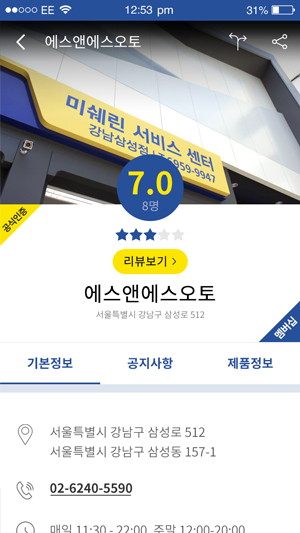 EE 12:53 pm 31%
에스앤에스오토
미쉐린 서비스 센터
강남삼성점 | T.5959-9947
7.0
8명
공식인증
리뷰보기 >
에스앤에스오토
서울특별시 강남구 삼성로 512
멤버십
기본정보 공지사항 제품정보
서울특별시 강남구 삼성로 512
서울특별시 강남구 삼성동 157-1
02-6240-5590
매일 11:30 - 22:00, 주말 12:00-20:00